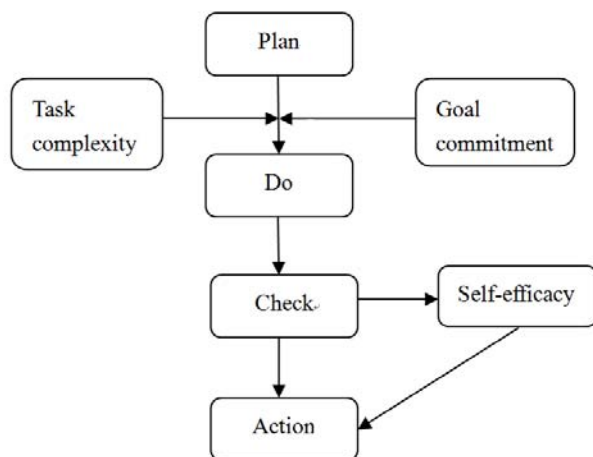 Plan
Task
complexity
Goal
commitment
Do
Check
Self-efficacy
Action